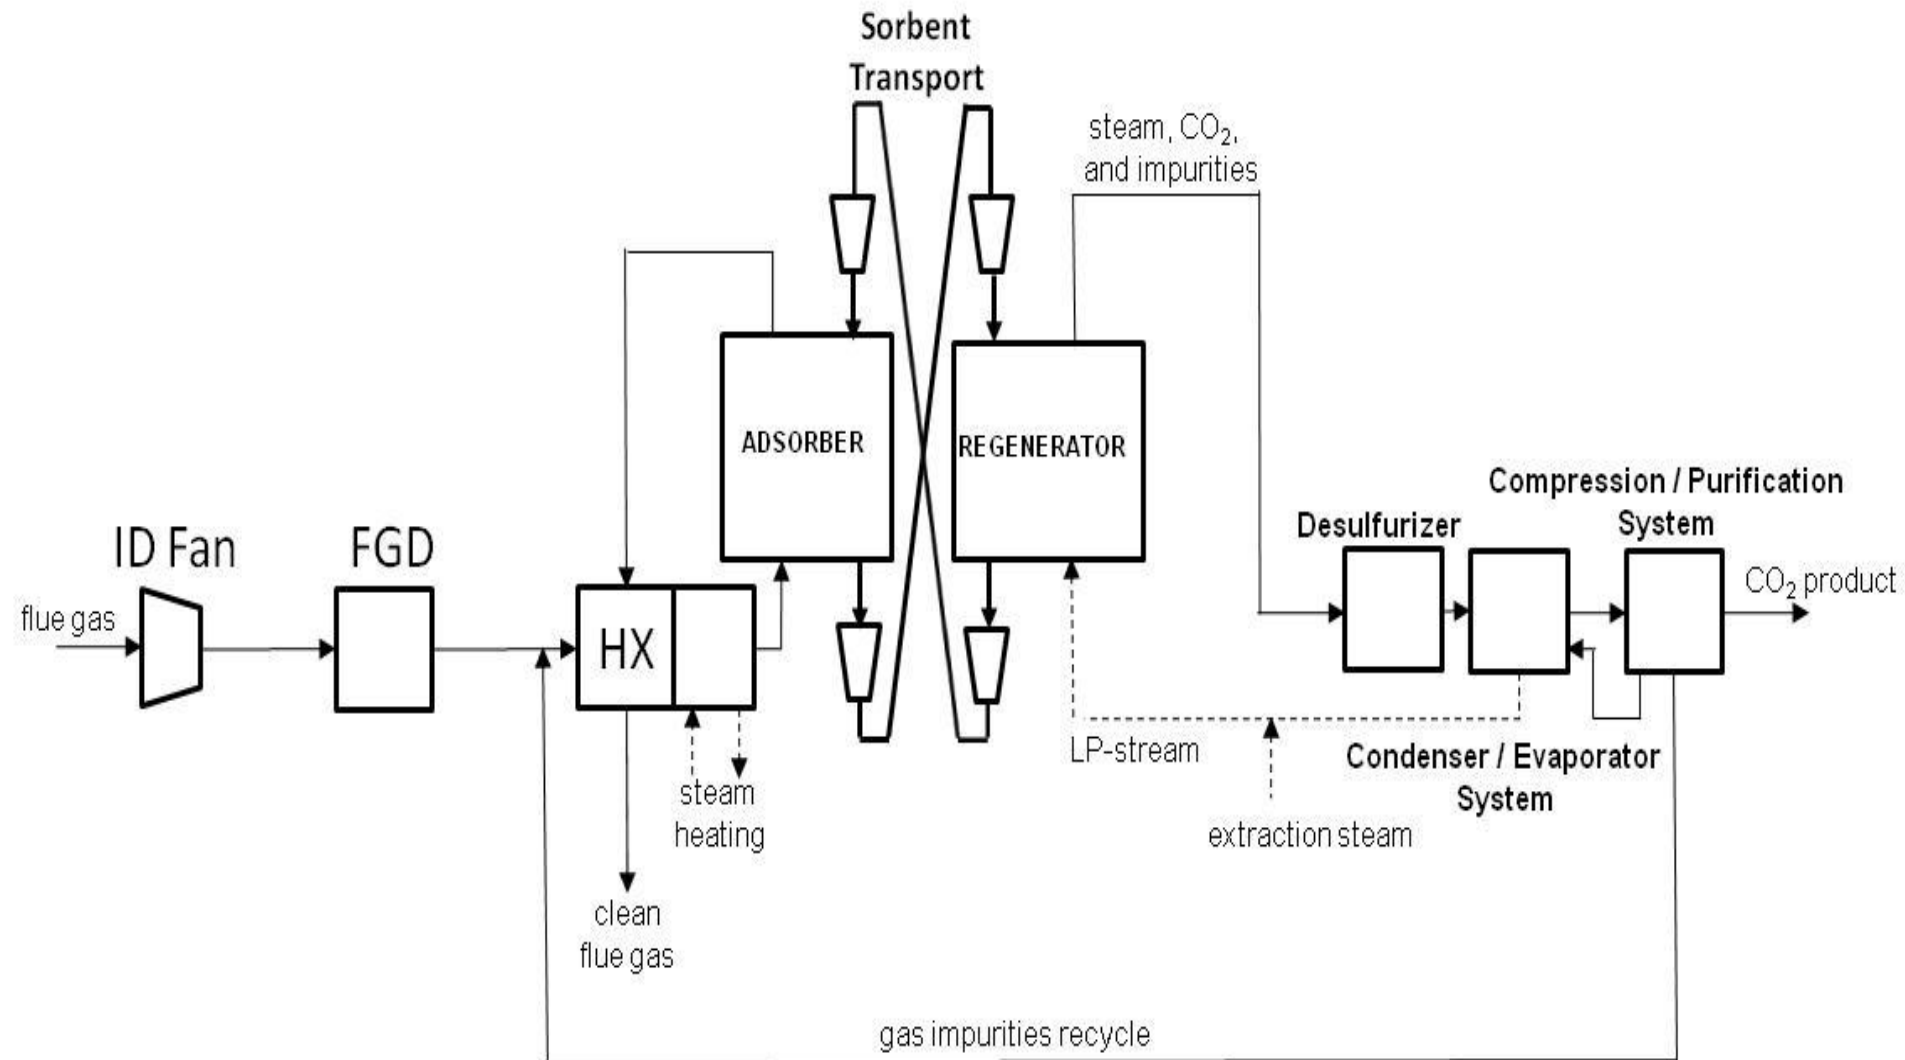 Sorbent
Transport
steam, CO₂,
and impurities
ADSORBER
REGENERATOR
Compression / Purification
System
Desulfurizer
ID Fan
FGD
CO₂ product
flue gas
HX
LP-stream
Condenser / Evaporator
System
steam
heating
extraction steam
clean
flue gas
gas impurities recycle